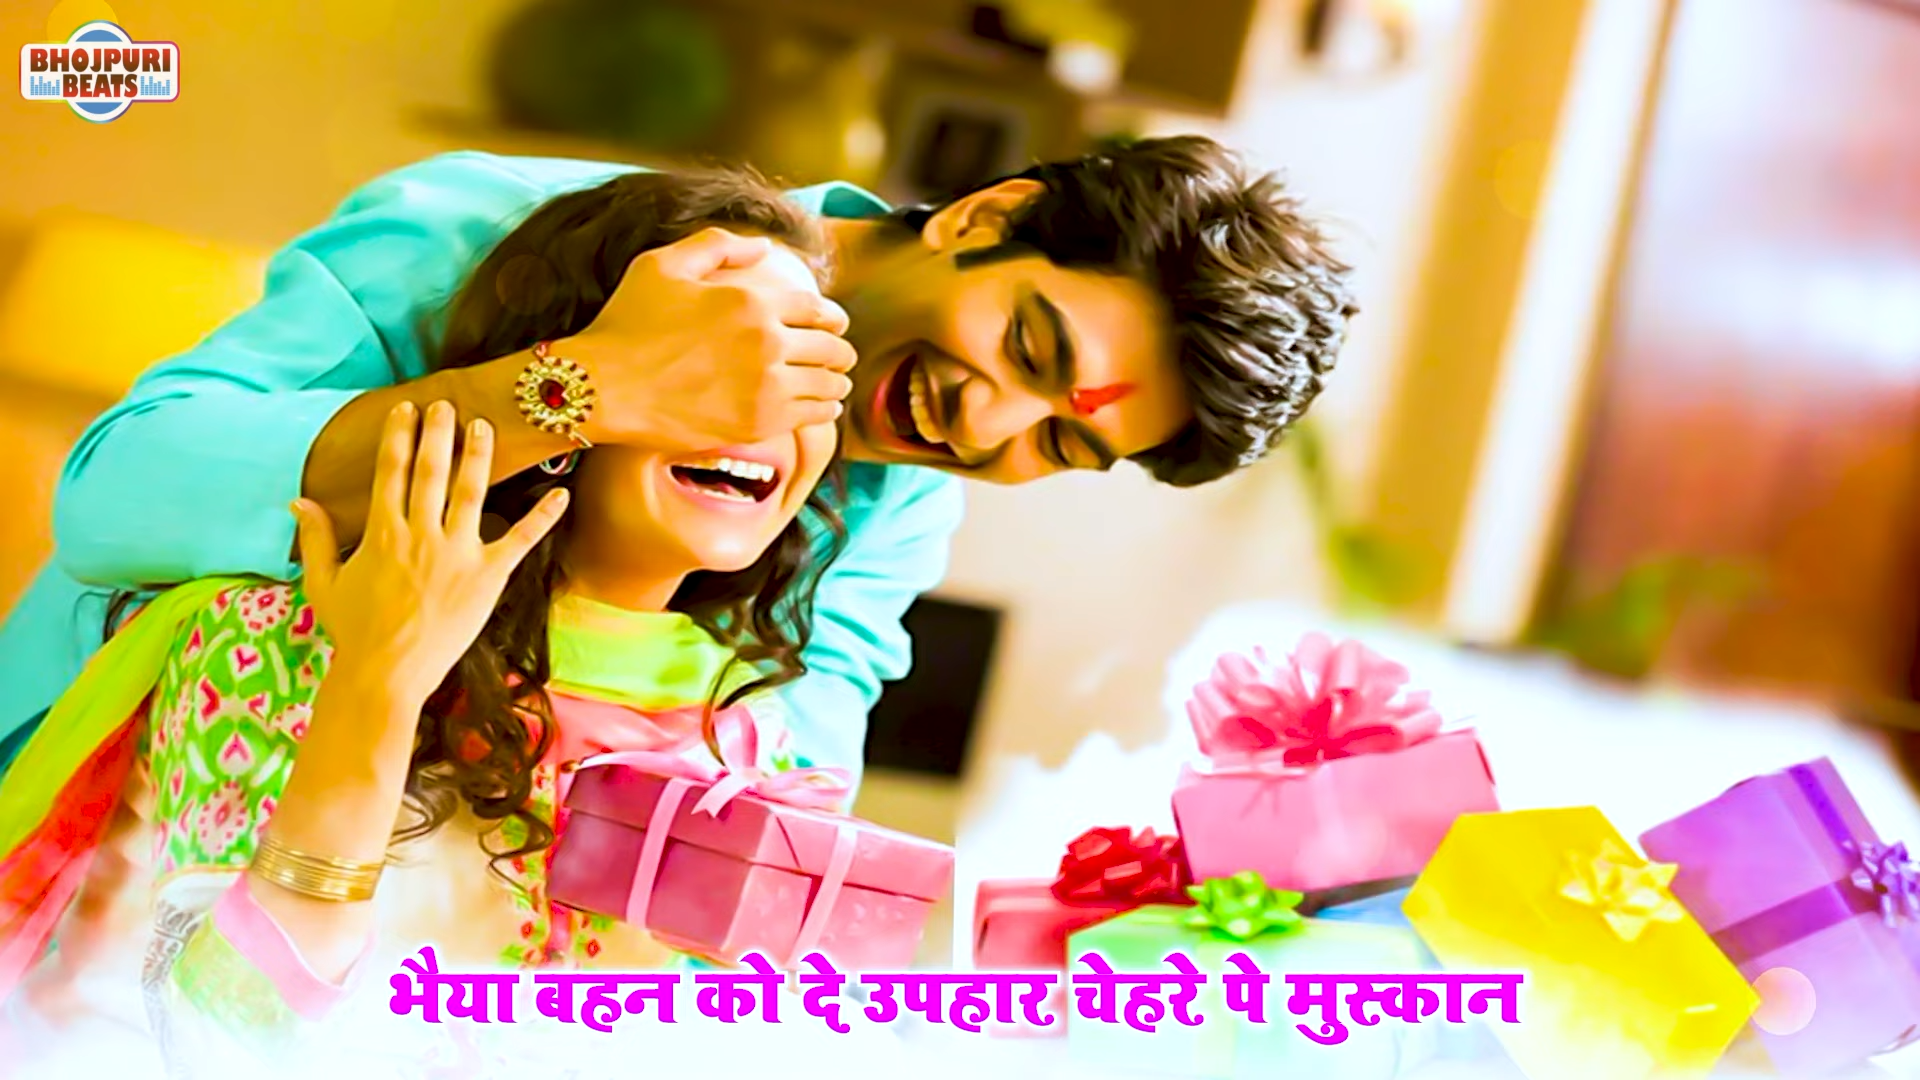 BHOJPURI
BEATS
भैया बहन को दे उपहार चेहरे पे मुस्कान